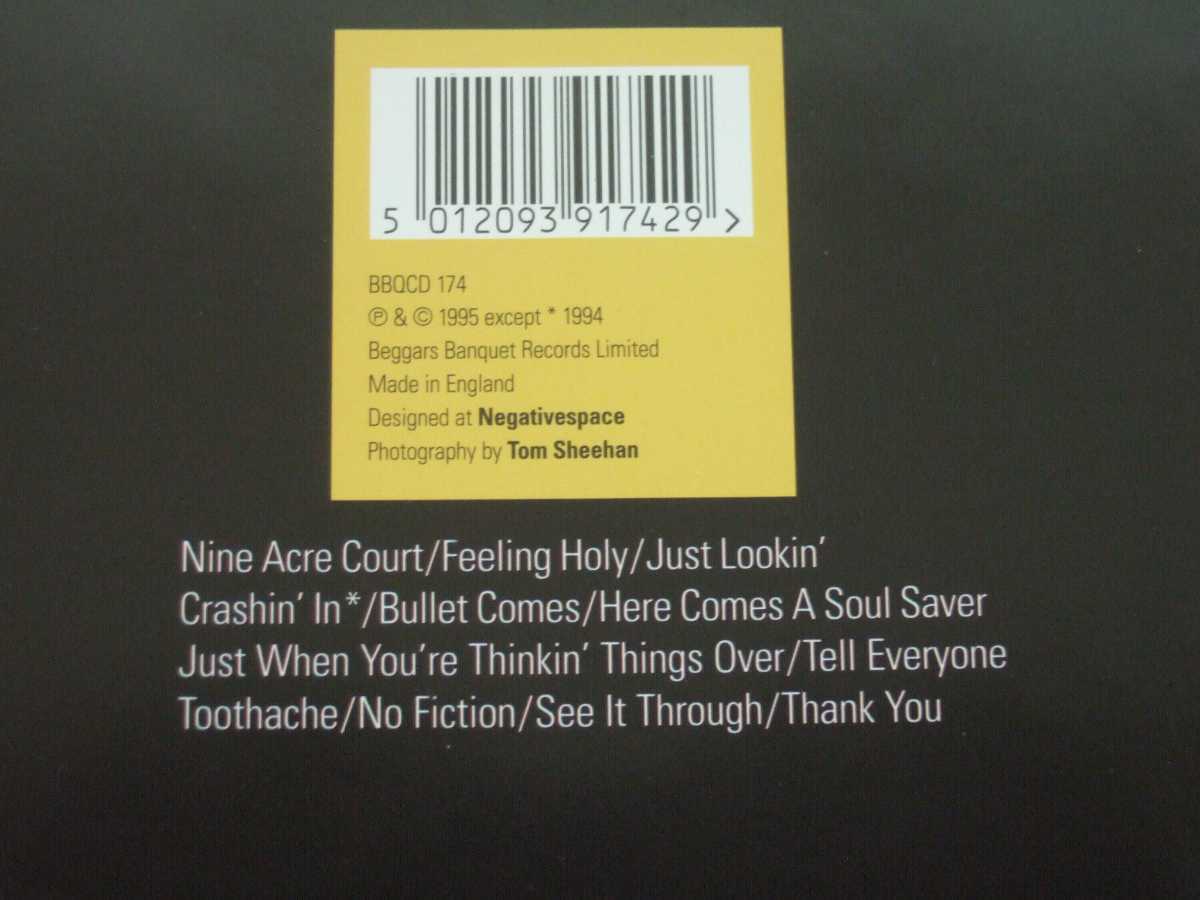 5 012093 917429 >
BBQCD 174
℗ & © 1995 except * 1994
Beggars Banquet Records Limited
Made in England
Designed at Negativespace
Photography by Tom Sheehan
Nine Acre Court/Feeling Holy/Just Lookin’
Crashin’ In*/Bullet Comes/Here Comes A Soul Saver
Just When You’re Thinkin’ Things Over/Tell Everyone
Toothache/No Fiction/See It Through/Thank You